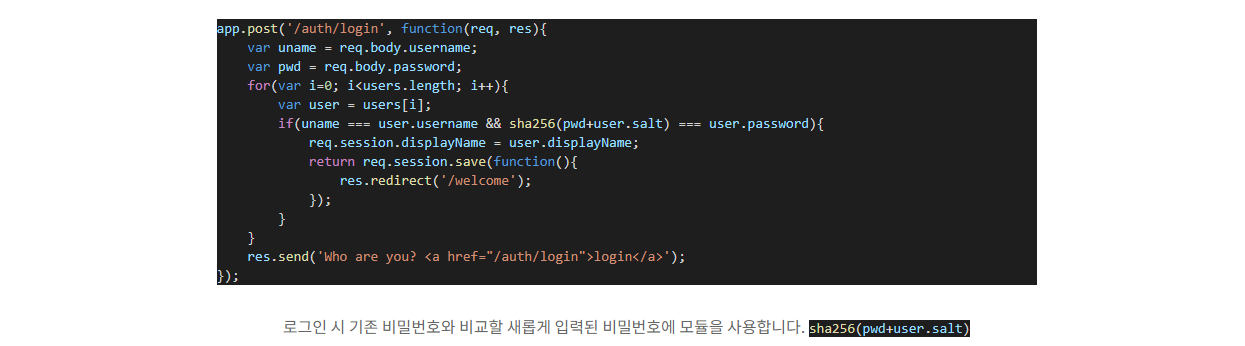 app.post('/auth/login', function(req, res){
    var uname = req.body.username;
    var pwd = req.body.password;
    for(var i=0; i<users.length; i++){
        var user = users[i];
        if(uname === user.username && sha256(pwd+user.salt) === user.password){
            req.session.displayName = user.displayName;
            return req.session.save(function(){
                res.redirect('/welcome');
            });
        }
    }
    res.send('Who are you? <a href="/auth/login">login</a>');
});
로그인 시 기존 비밀번호와 비교할 새롭게 입력된 비밀번호에 모듈을 사용합니다. sha256(pwd+user.salt)